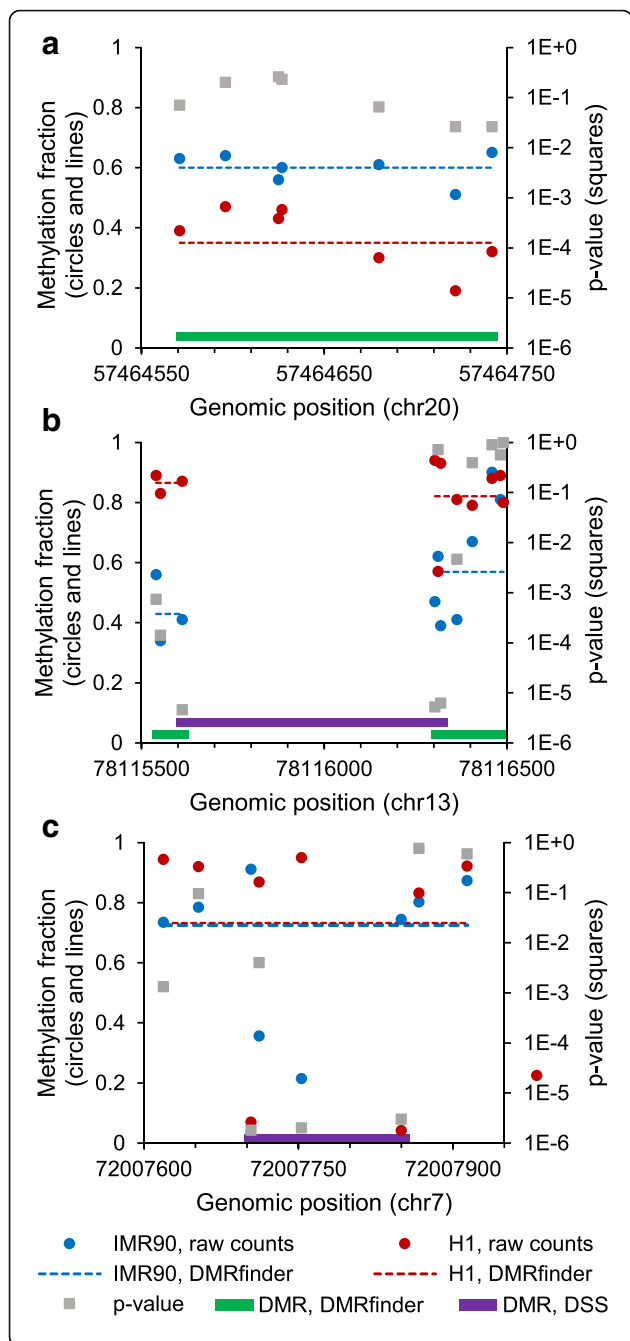 a
1
0.8
0.6
0.4
0.2
0
Methylation fraction
(circles and lines)
1E+0
1E-1
1E-2
1E-3
1E-4
1E-5
1E-6
p-value (squares)
57464550 57464650 57464750
Genomic position (chr20)
b
1
0.8
0.6
0.4
0.2
0
Methylation fraction
(circles and lines)
1E+0
1E-1
1E-2
1E-3
1E-4
1E-5
1E-6
p-value (squares)
78115500 78116000 78116500
Genomic position (chr13)
c
1
0.8
0.6
0.4
0.2
0
Methylation fraction
(circles and lines)
1E+0
1E-1
1E-2
1E-3
1E-4
1E-5
1E-6
p-value (squares)
72007600 72007750 72007900
Genomic position (chr7)
IMR90, raw counts H1, raw counts
IMR90, DMRfinder H1, DMRfinder
p-value DMR, DMRfinder DMR, DSS